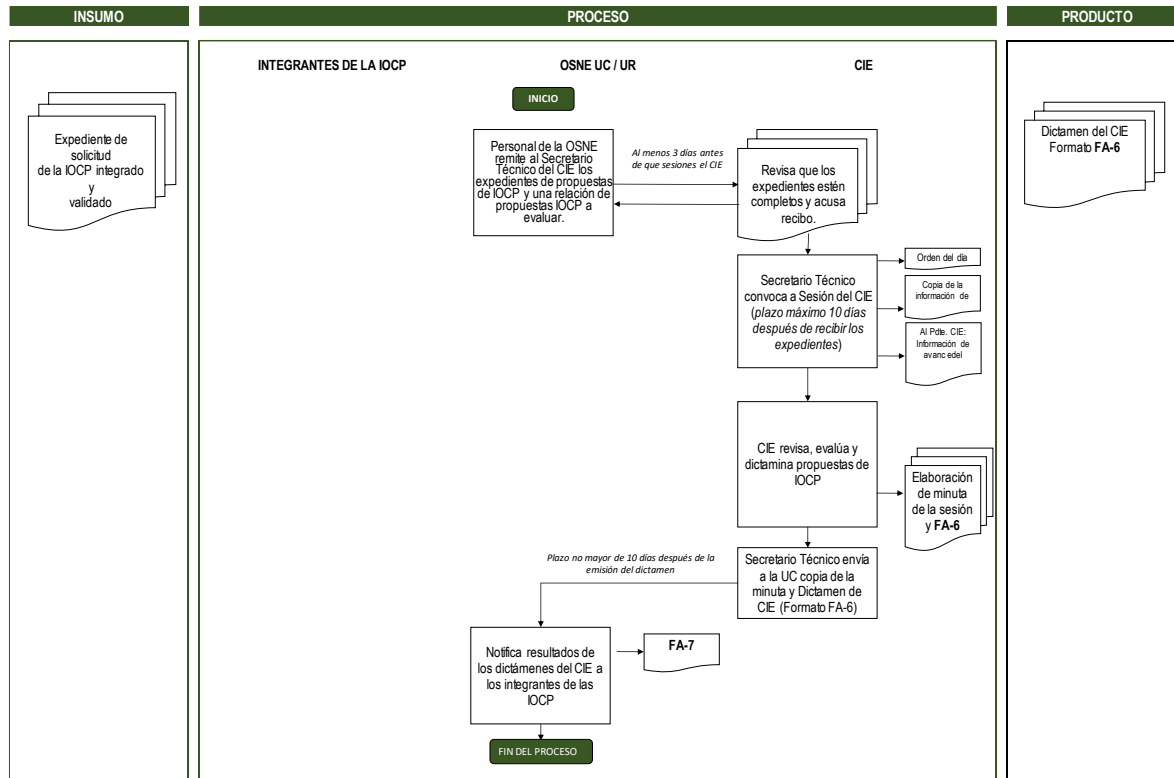 INSUMO
PROCESO
PRODUCTO
INTEGRANTES DE LA IOCP
OSNE UC / UR
CIE
INICIO
Expediente de
solicitud
de la IOCP integrado
y
validado
Personal de la OSNE
remite al Secretario
Técnico del CIE los
expedientes de propuestas
de IOCP y una relación de
propuestas IOCP a
evaluar.
Al menos 3 días antes
de que sesiones el CIE
Revisa que los
expedientes estén
completos y acusa
recibo.
Dictamen del CIE
Formato FA-6
Secretario Técnico
convoca a Sesión del CIE
(plazo máximo 10 días
después de recibir los
expedientes)
Orden del día
Copia de la
información de
Al Pdte. CIE:
Información de
avanc edel
CIE revisa, evalúa y
dictamina propuestas de
IOCP
Elaboración
de minuta
de la sesión
y FA-6
Plazo no mayor de 10 días después de la
emisión del dictamen
Secretario Técnico envía
a la UC copia de la
minuta y Dictamen de
CIE (Formato FA-6)
Notifica resultados de
los dictámenes del CIE a
los integrantes de las
IOCP
FA-7
FIN DEL PROCESO